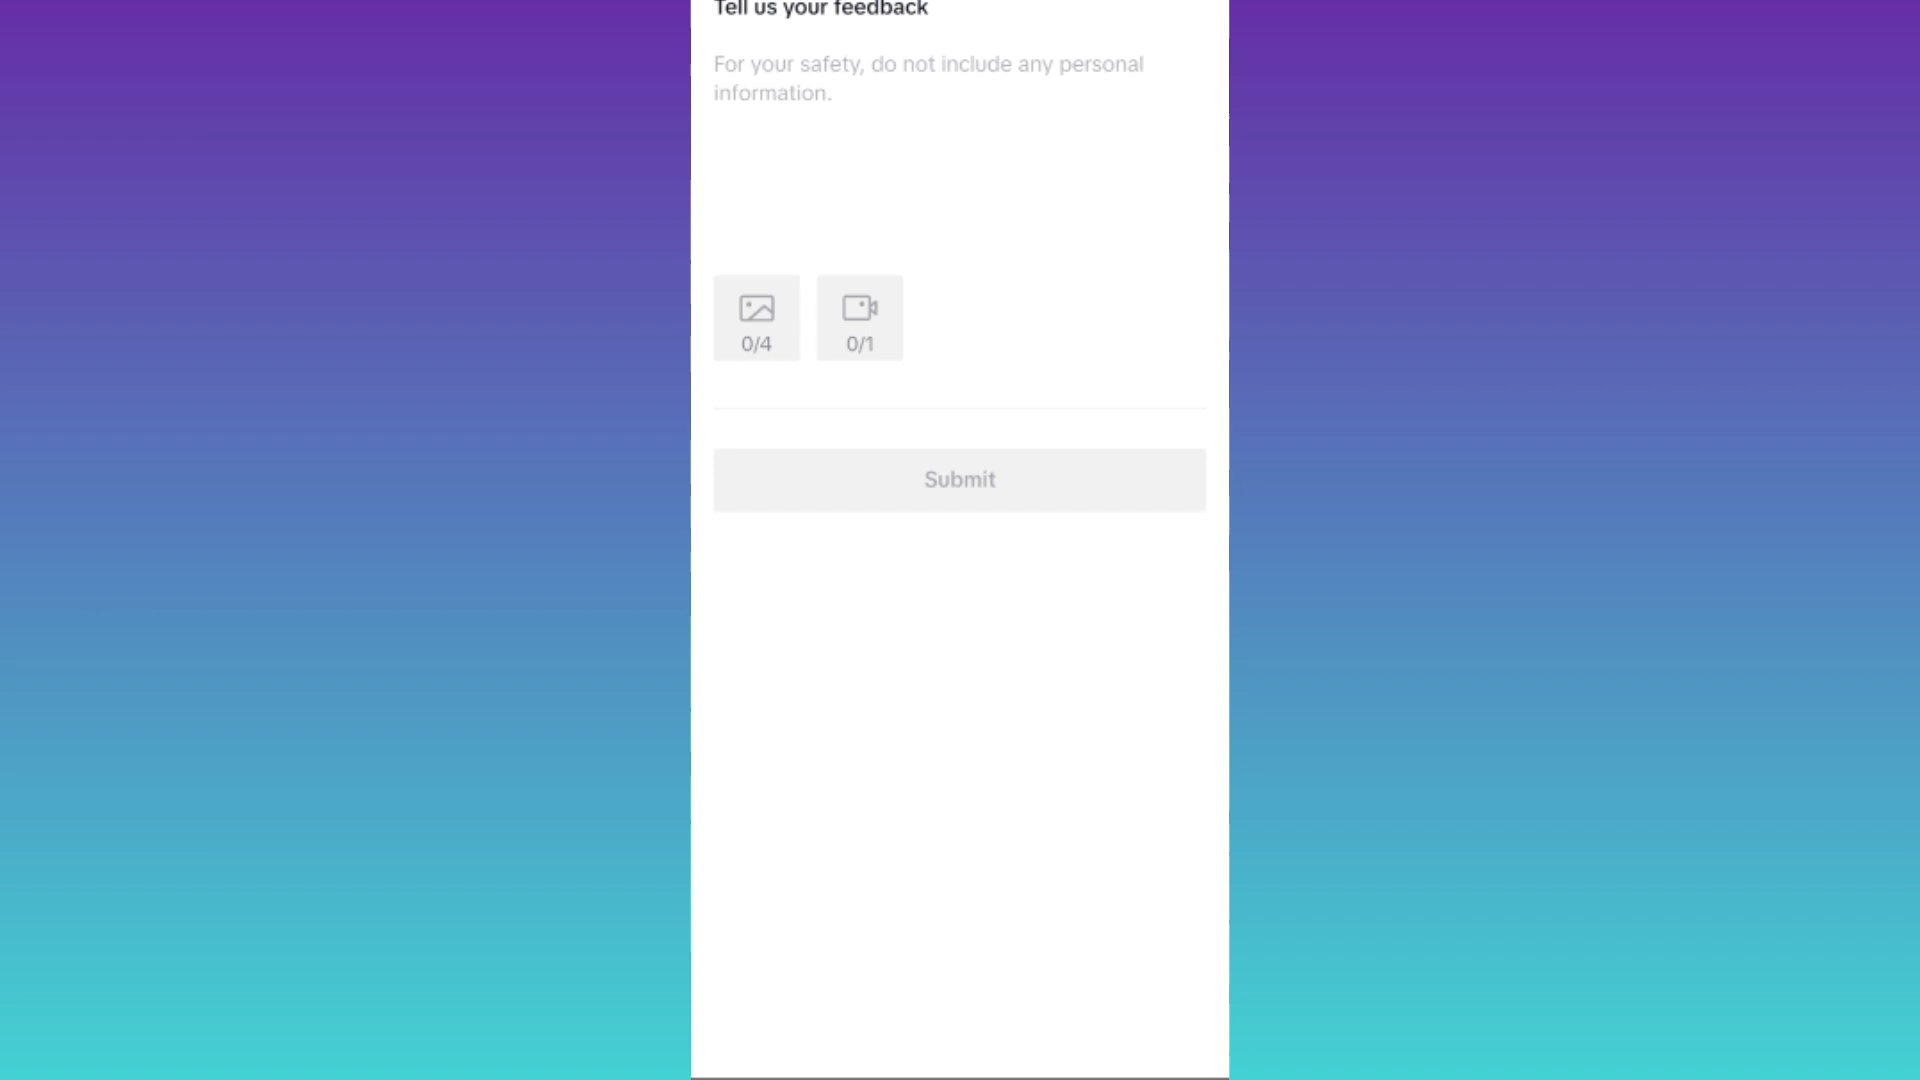 Tell us your feedback
For your safety, do not include any personal
information.
0/4
0/1
Submit